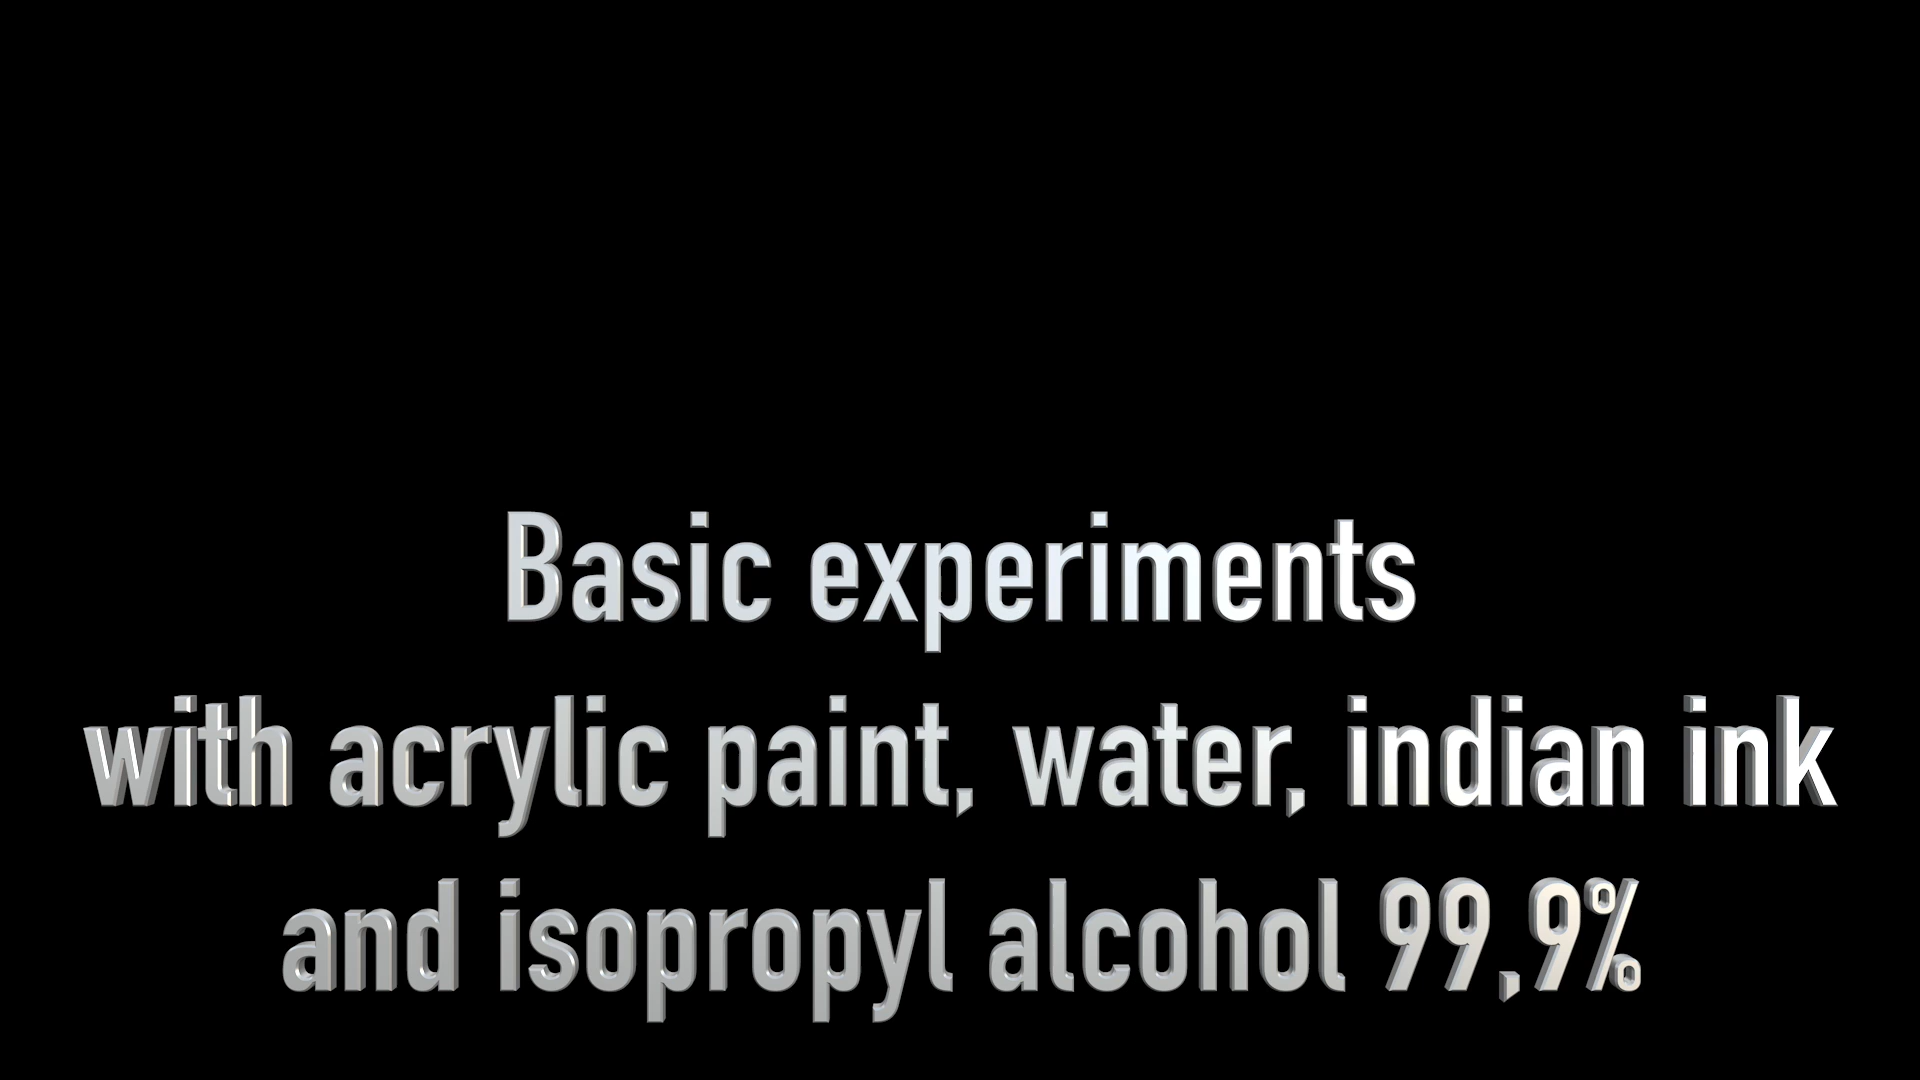 Basic experiments
with acrylic paint, water, indian ink
and isopropyl alcohol 99,9%